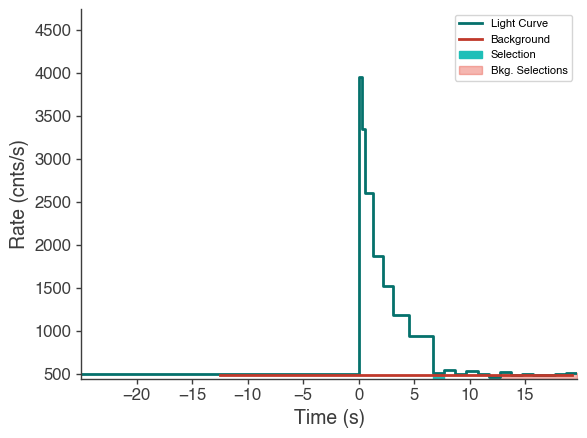 4500
4000
3500
3000
2500
2000
1500
1000
500
Rate (cnts/s)
Light Curve
Background
Selection
Bkg. Selections
−20 −15 −10 −5 0 5 10 15
Time (s)